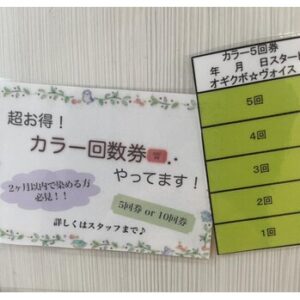 超お得！
カラー回数券
やってます！
2ヶ月以内で染める方
必見！！
5回券 or 10回券
詳しくはスタッフまで♪
カラー5回券
年 月 日スタート
オギクボ☆ヴォイス
5回
4回
3回
2回
1回